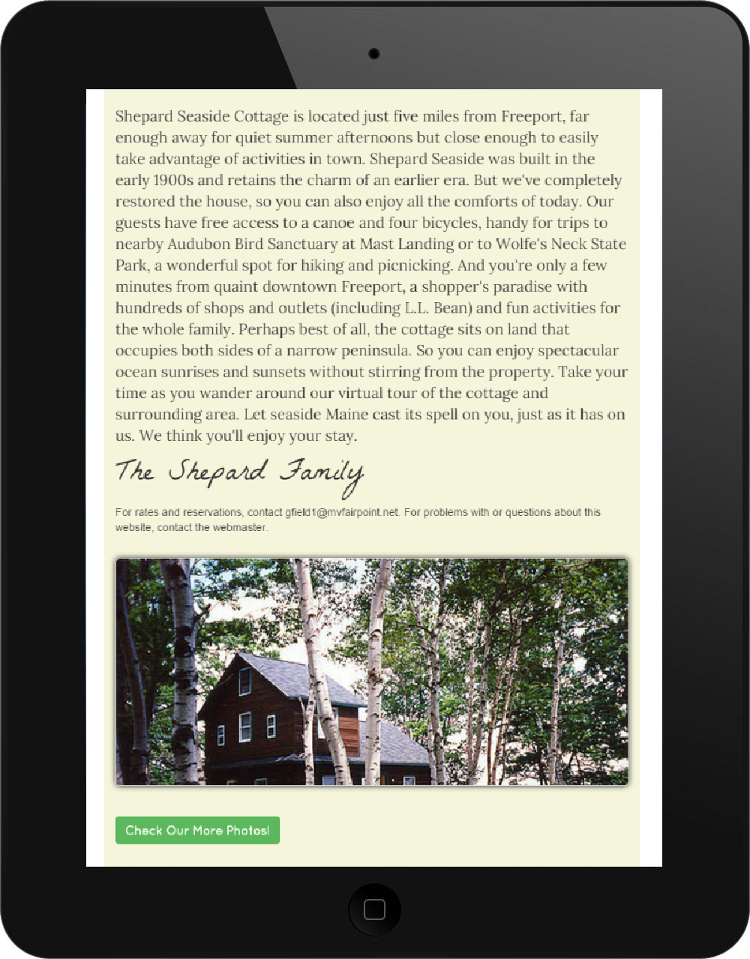 Shepard Seaside Cottage is located just five miles from Freeport, far
enough away for quiet summer afternoons but close enough to easily
take advantage of activities in town. Shepard Seaside was built in the
early 1900s and retains the charm of an earlier era. But we've completely
restored the house, so you can also enjoy all the comforts of today. Our
guests have free access to a canoe and four bicycles, handy for trips to
nearby Audubon Bird Sanctuary at Mast Landing or to Wolfe's Neck State
Park, a wonderful spot for hiking and picnicking. And you're only a few
minutes from quaint downtown Freeport, a shopper's paradise with
hundreds of shops and outlets (including L.L. Bean) and fun activities for
the whole family. Perhaps best of all, the cottage sits on land that
occupies both sides of a narrow peninsula. So you can enjoy spectacular
ocean sunrises and sunsets without stirring from the property. Take your
time as you wander around our virtual tour of the cottage and
surrounding area. Let seaside Maine cast its spell on you, just as it has on
us. We think you'll enjoy your stay.
The Shepard Family
For rates and reservations, contact gfield1@myfairpoint.net. For problems with or questions about this
website, contact the webmaster.
Check Our More Photos!